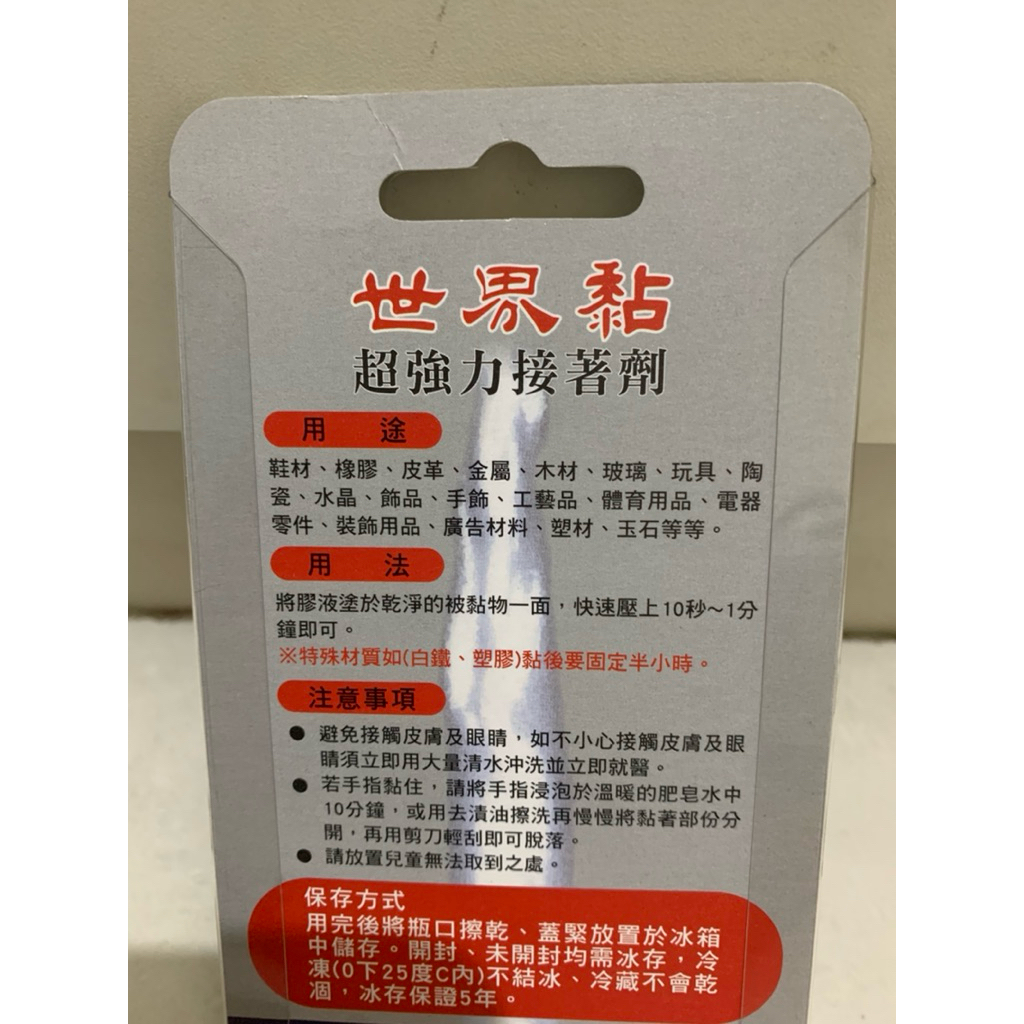 世界黏
超強力接著劑
用 途
鞋材、橡膠、皮革、金屬、木材、玻璃、玩具、陶
瓷、水晶、飾品、手飾、工藝品、體育用品、電器
零件、裝飾用品、廣告材料、塑材、玉石等等。
用 法
將膠液塗於乾淨的被黏物一面，快速壓上10秒～1分
鐘即可。
※特殊材質如(白鐵、塑膠)黏後要固定半小時。
注意事項
● 避免接觸皮膚及眼睛，如不小心接觸皮膚及眼
睛須立即用大量清水沖洗並立即就醫。
● 若手指黏住，請將手指浸泡於溫暖的肥皂水中
10分鐘，或用去漬油擦洗再慢慢將黏著部份分
開，再用剪刀輕刮即可脫落。
● 請放置兒童無法取到之處。
保存方式
用完後將瓶口擦乾、蓋緊放置於冰箱
中儲存。開封、未開封均需冰存，冷
凍(0下25度C內)不結冰、冷藏不會乾
涸，冰存保證5年。